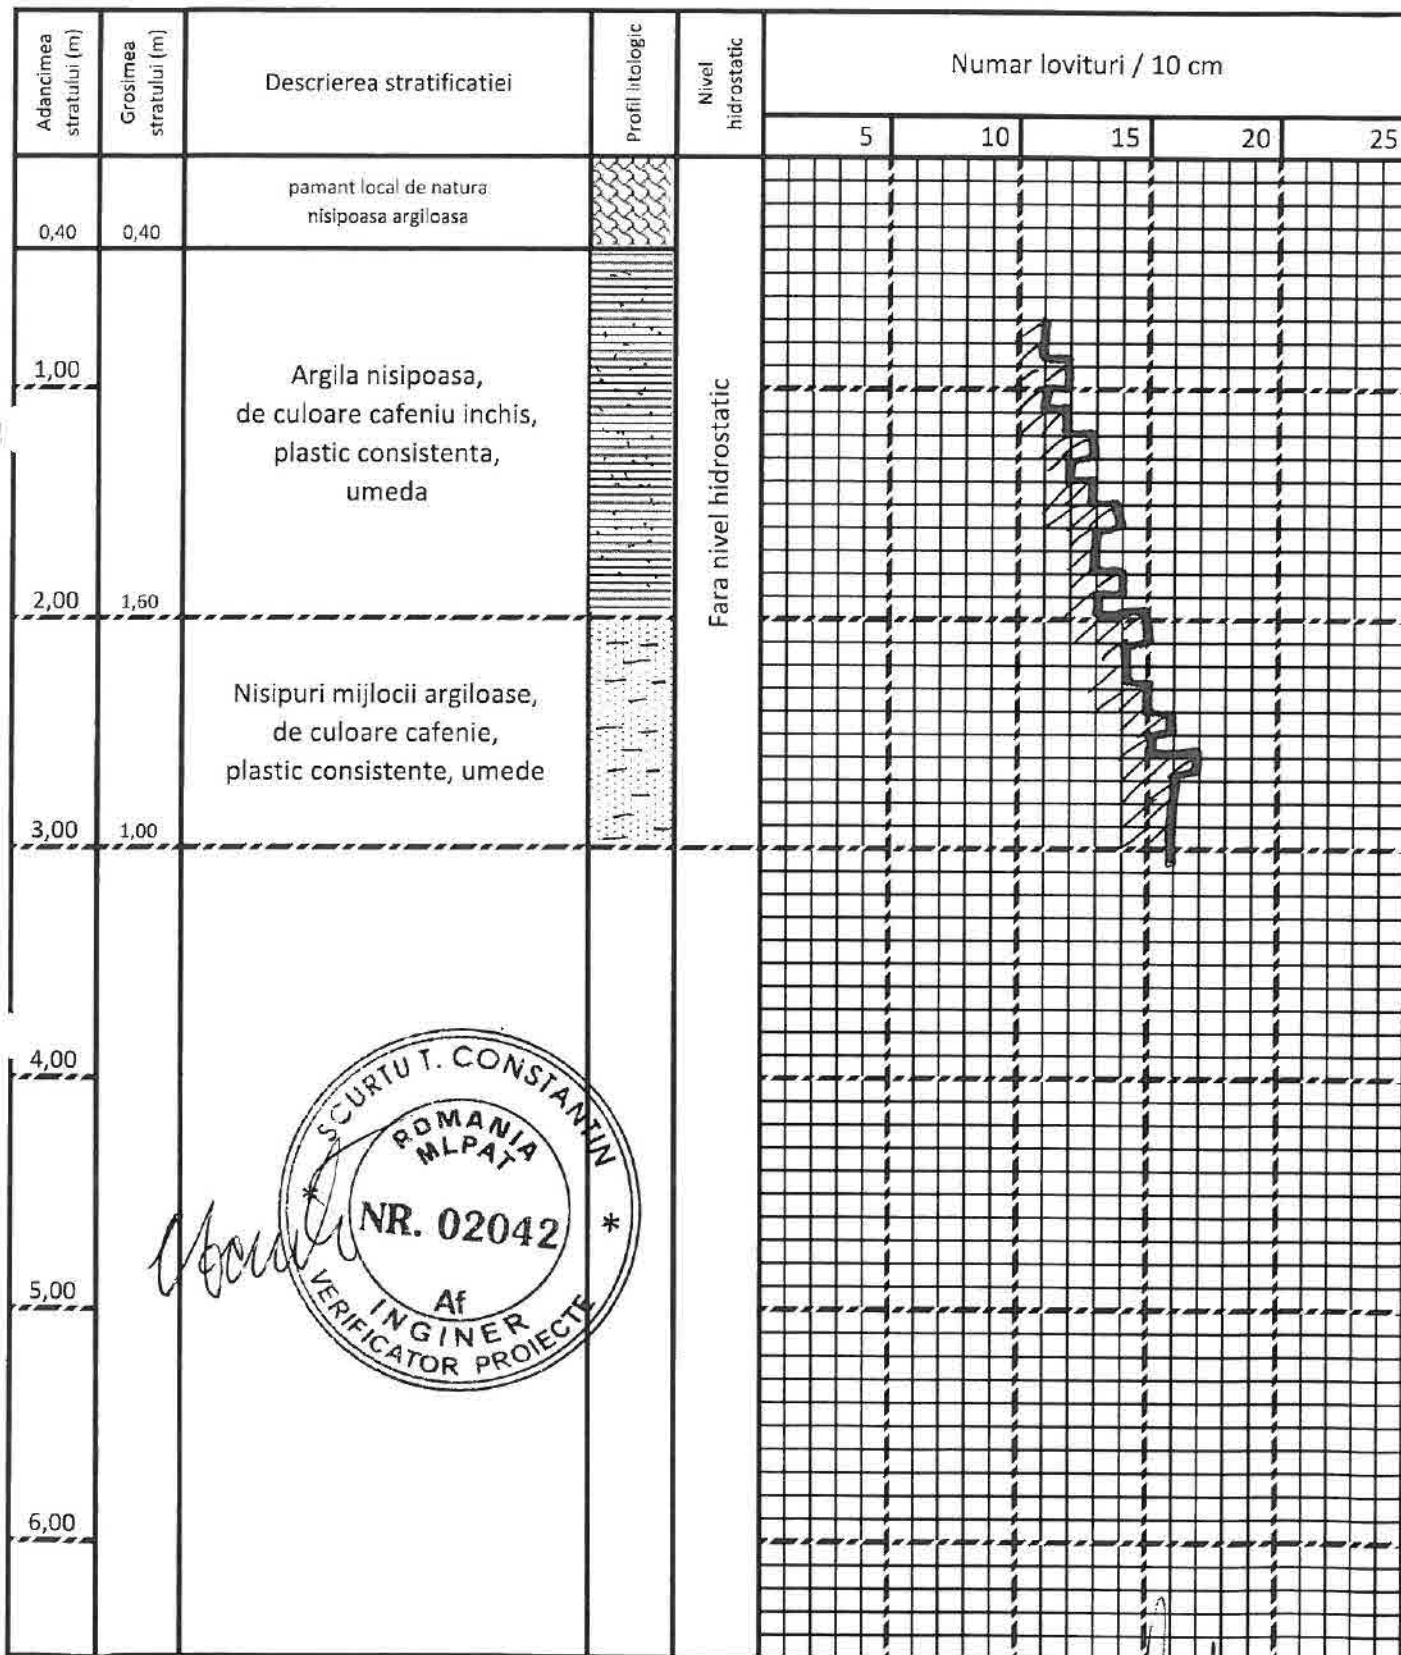 Adancimea
stratului (m)
Grosimea
stratului (m)
Descrierea stratificatiei
Profil litologic
Nivel
hidrostatic
Numar lovituri / 10 cm
5 10 15 20 25
pamant local de natura
nisipoasa argiloasa
0,40 0,40
1,00
Argila nisipoasa,
de culoare cafeniu inchis,
plastic consistenta,
umeda
Fara nivel hidrostatic
2,00 1,60
Nisipuri mijlocii argiloase,
de culoare cafenie,
plastic consistente, umede
3,00 1,00
4,00
SCURTU T. CONSTANTIN
ROMANIA
MLPAT
* NR. 02042 *
Af
INGINER
VERIFICATOR PROIECTE
5,00
6,00